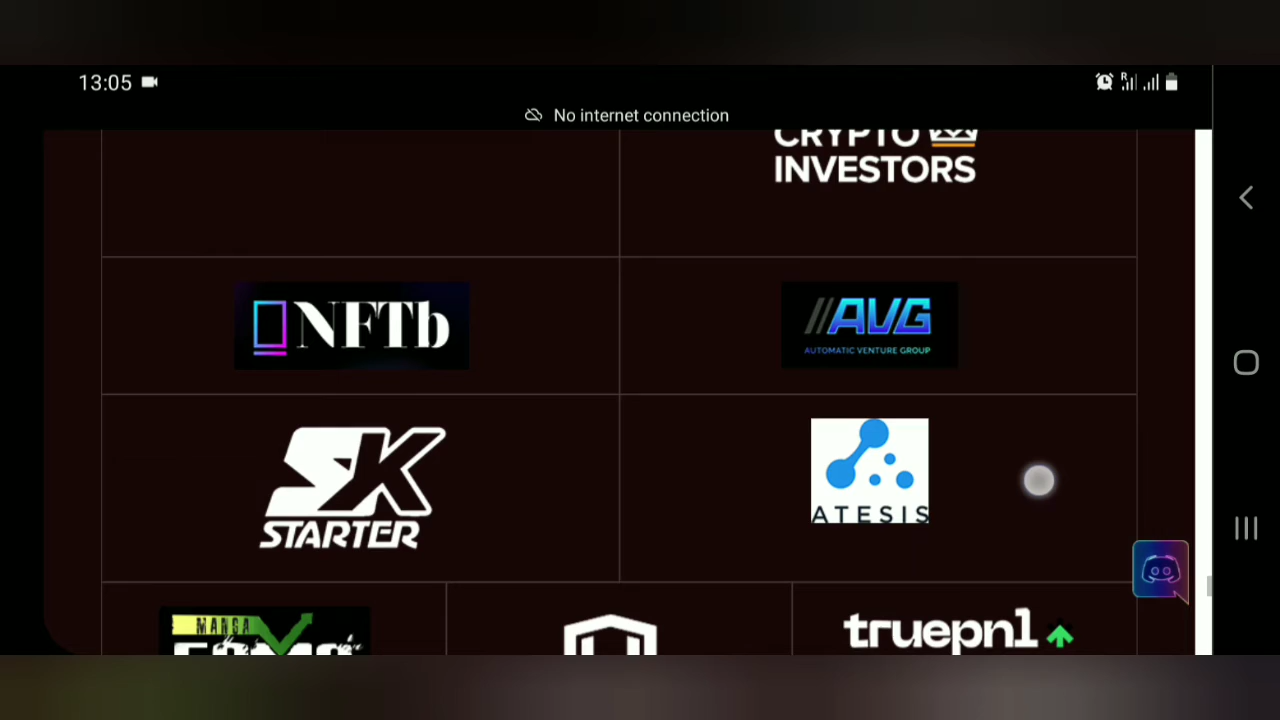 13:05
R
No internet connection
CRYPTO
INVESTORS
NFTb
AVG
AUTOMATIC VENTURE GROUP
SK
STARTER
ATESIS
MANGA
truepnl